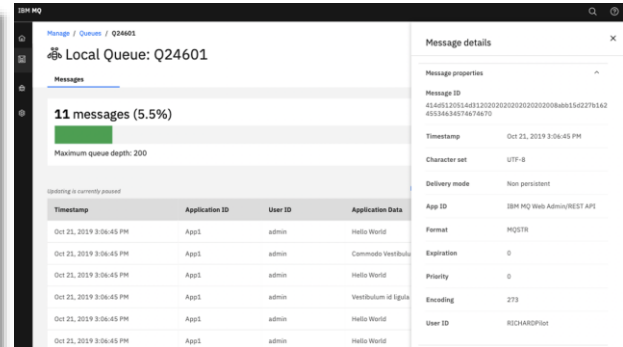 IBM MQ
Manage / Queues / Q24601
Local Queue: Q24601
Messages
11 messages (5.5%)
Maximum queue depth: 200
Updating is currently paused
Timestamp Application ID User ID Application Data
Oct 21, 2019 3:06:45 PM App1 admin Hello World
Oct 21, 2019 3:06:45 PM App1 admin Commodo Vestibulu
Oct 21, 2019 3:06:45 PM App1 admin Hello World
Oct 21, 2019 3:06:45 PM App1 admin Vestibulum id ligula
Oct 21, 2019 3:06:45 PM App1 admin Hello World
Oct 21, 2019 3:06:45 PM App1 admin Hello World
Message details
Message properties
Message ID
Timestamp Oct 21, 2019 3:06:45 PM
Character set UTF-8
Delivery mode Non persistent
App ID IBM MQ Web Admin/REST API
Format MQSTR
Expiration 0
Priority 0
Encoding 273
User ID RICHARDPilot